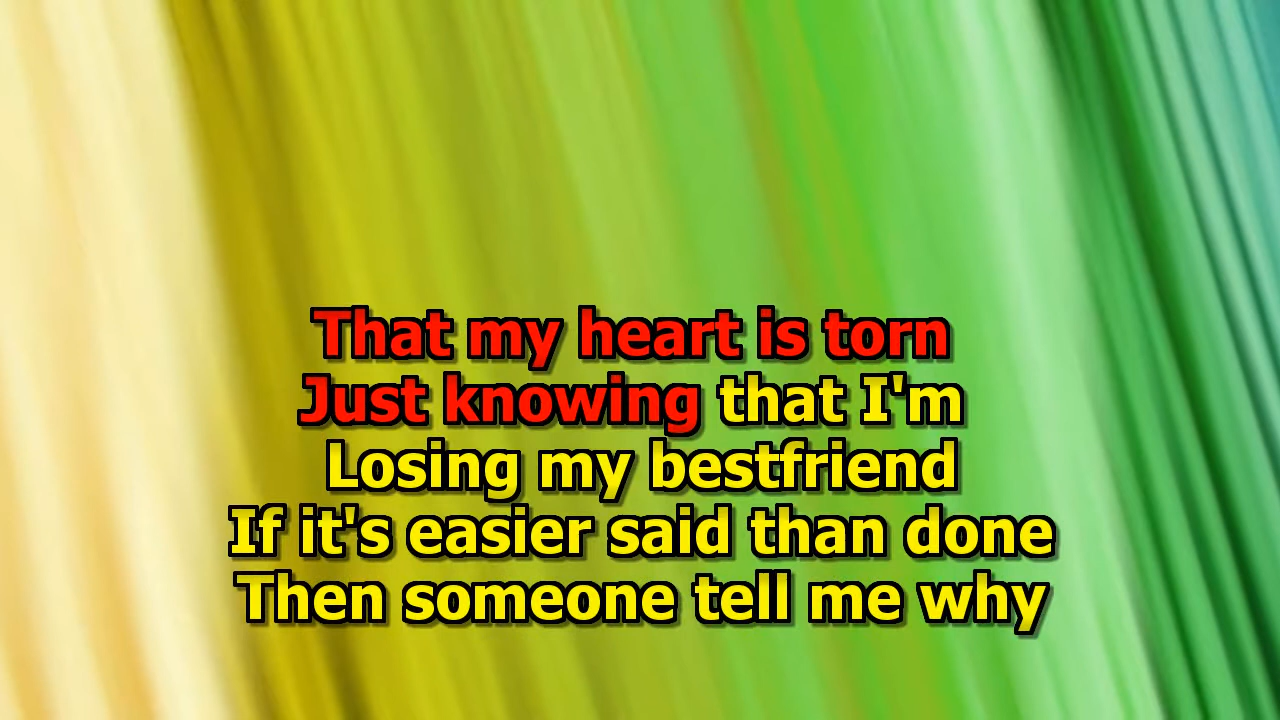 That my heart is torn
Just knowing that I'm
Losing my bestfriend
If it's easier said than done
Then someone tell me why